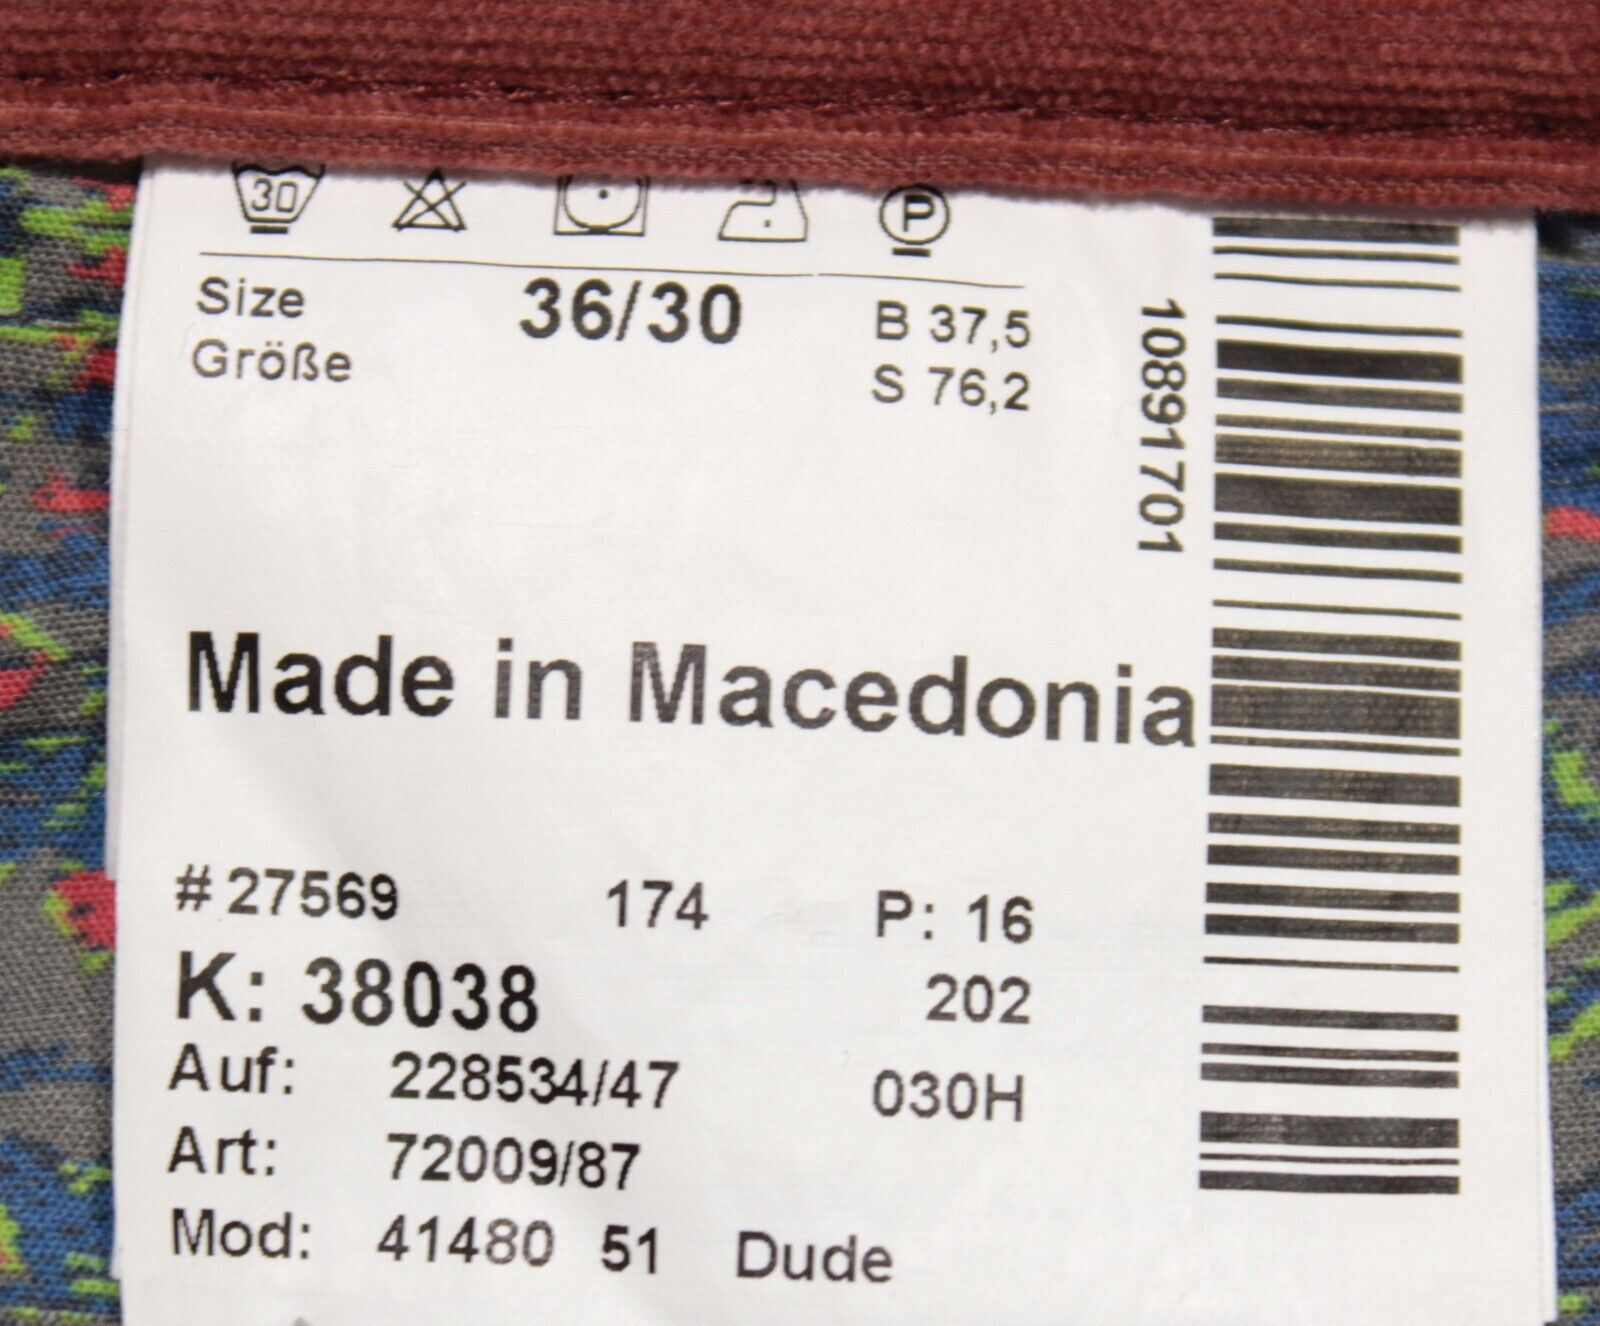 30 P
Size 36/30 B 37,5
Größe S 76,2
10891701
Made in Macedonia
# 27569 174 P: 16
K: 38038 202
Auf: 228534/47 030H
Art: 72009/87
Mod: 41480 51 Dude